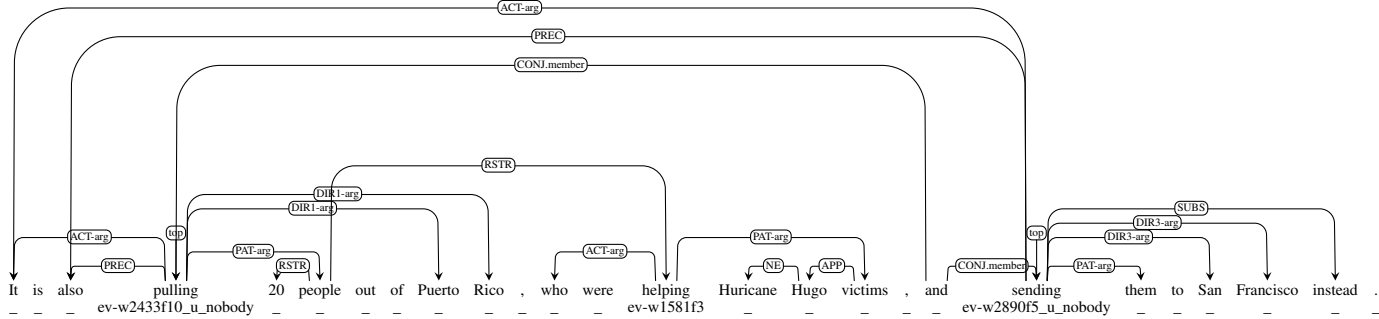 ACT-arg
PREC
CONJ.member
RSTR
DIR1-arg
DIR1-arg SUBS
DIR3-arg
ACT-arg top top DIR3-arg
PAT-arg ACT-arg PAT-arg
PREC RSTR NE APP CONJ.member PAT-arg
It is also pulling 20 people out of Puerto Rico , who were helping Huricane Hugo victims , and sending them to San Francisco instead .
_ _ _ ev-w2433f10_u_nobody _ _ _ _ _ _ _ _ _ ev-w1581f3 _ _ _ _ _ ev-w2890f5_u_nobody _ _ _ _ _ _